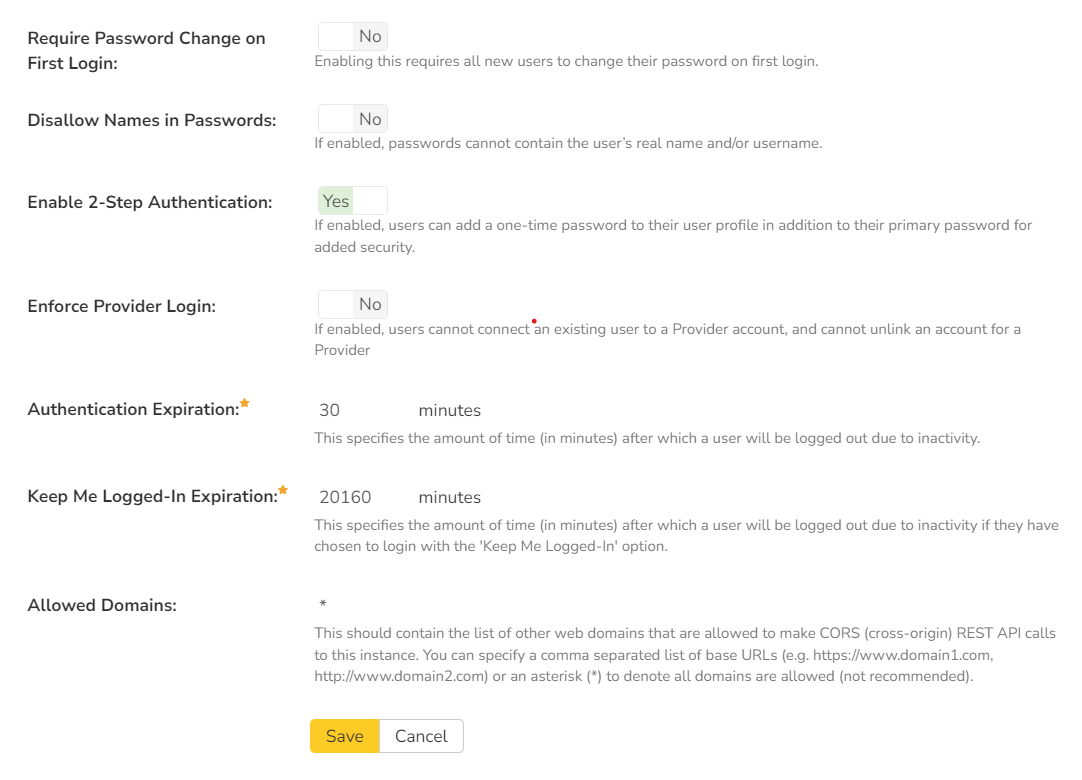 Require Password Change on
First Login:
No
Enabling this requires all new users to change their password on first login.
Disallow Names in Passwords:
No
If enabled, passwords cannot contain the user’s real name and/or username.
Enable 2-Step Authentication:
Yes
If enabled, users can add a one-time password to their user profile in addition to their primary password for
added security.
Enforce Provider Login:
No
If enabled, users cannot connect an existing user to a Provider account, and cannot unlink an account for a
Provider
Authentication Expiration:
30 minutes
This specifies the amount of time (in minutes) after which a user will be logged out due to inactivity.
Keep Me Logged-In Expiration:
20160 minutes
This specifies the amount of time (in minutes) after which a user will be logged out due to inactivity if they have
chosen to login with the 'Keep Me Logged-In' option.
Allowed Domains:
*
This should contain the list of other web domains that are allowed to make CORS (cross-origin) REST API calls
to this instance. You can specify a comma separated list of base URLs (e.g. https://www.domain1.com,
http://www.domain2.com) or an asterisk (*) to denote all domains are allowed (not recommended).
Save Cancel